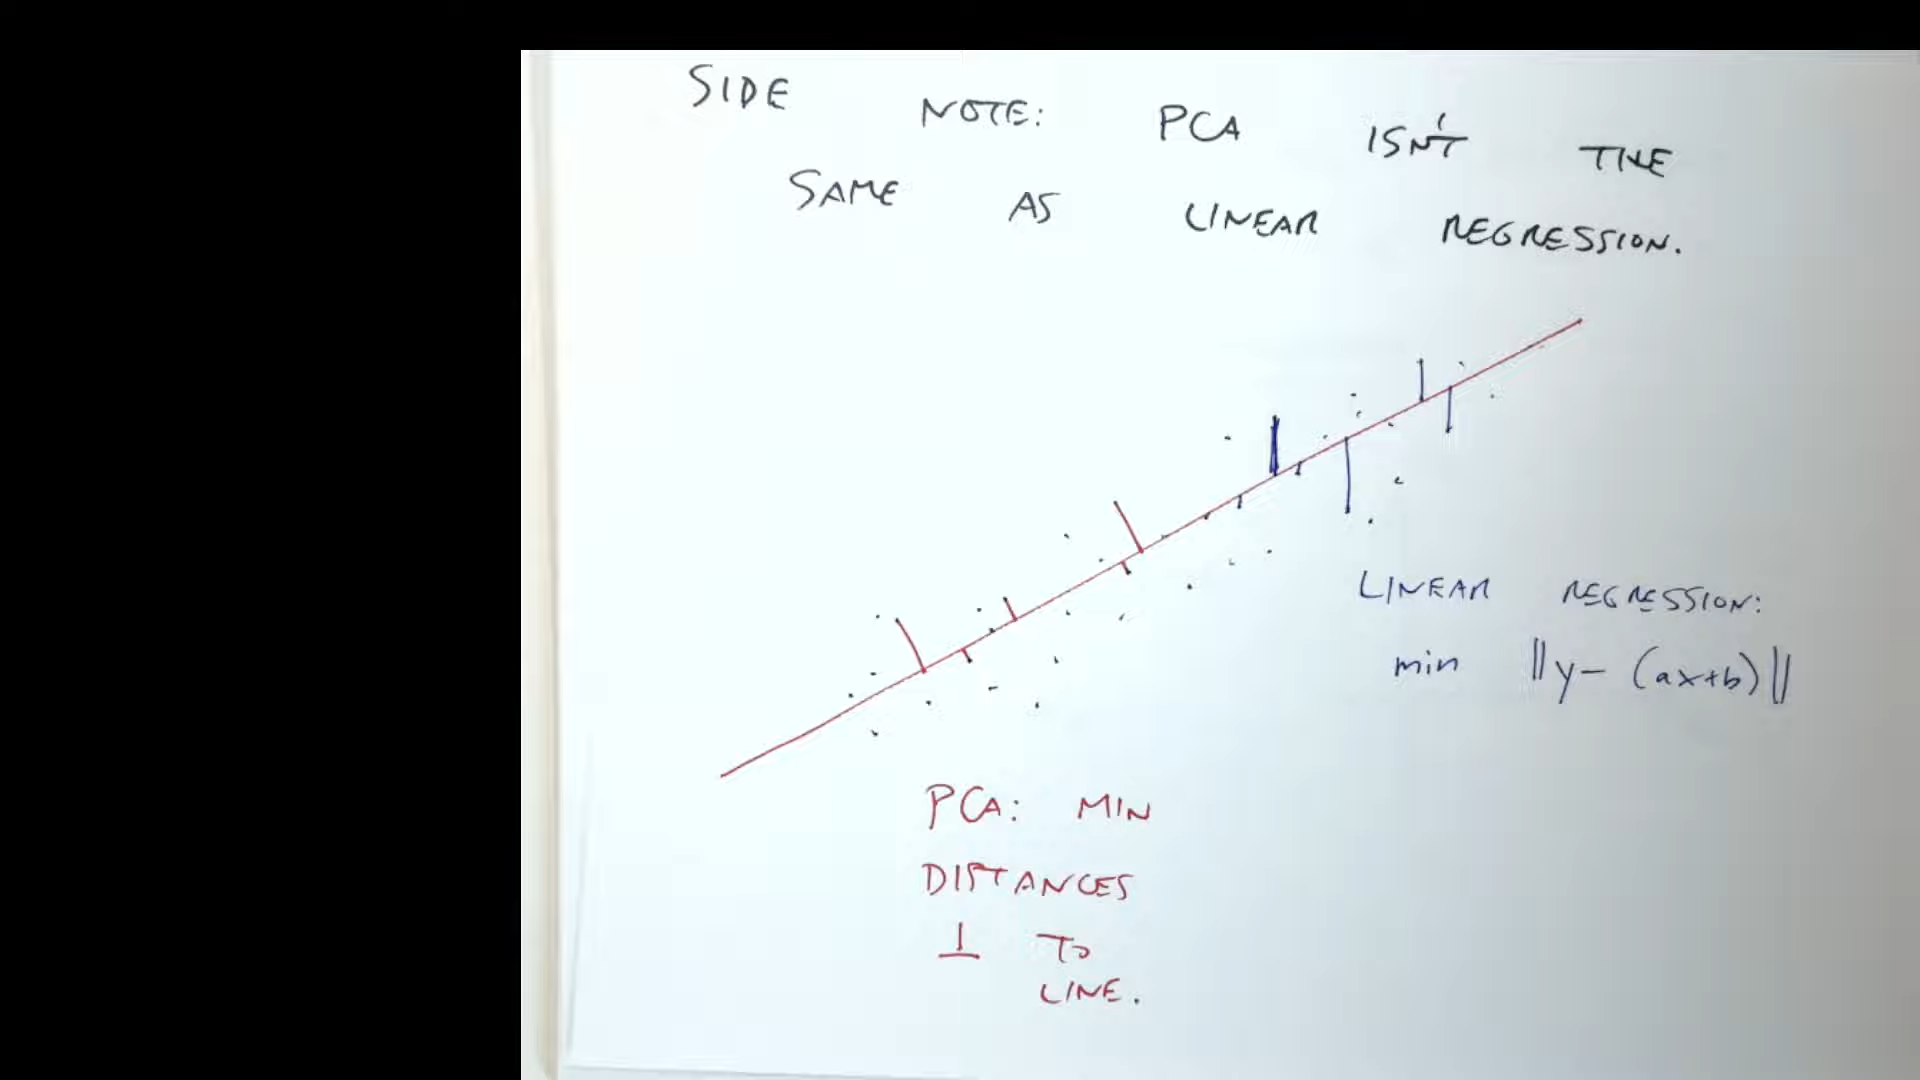 SIDE NOTE: PCA ISN'T THE
SAME AS LINEAR REGRESSION.
LINEAR REGRESSION:
min ||y- (ax+b)||
PCA: MIN
DISTANCES
⊥ TO
LINE.